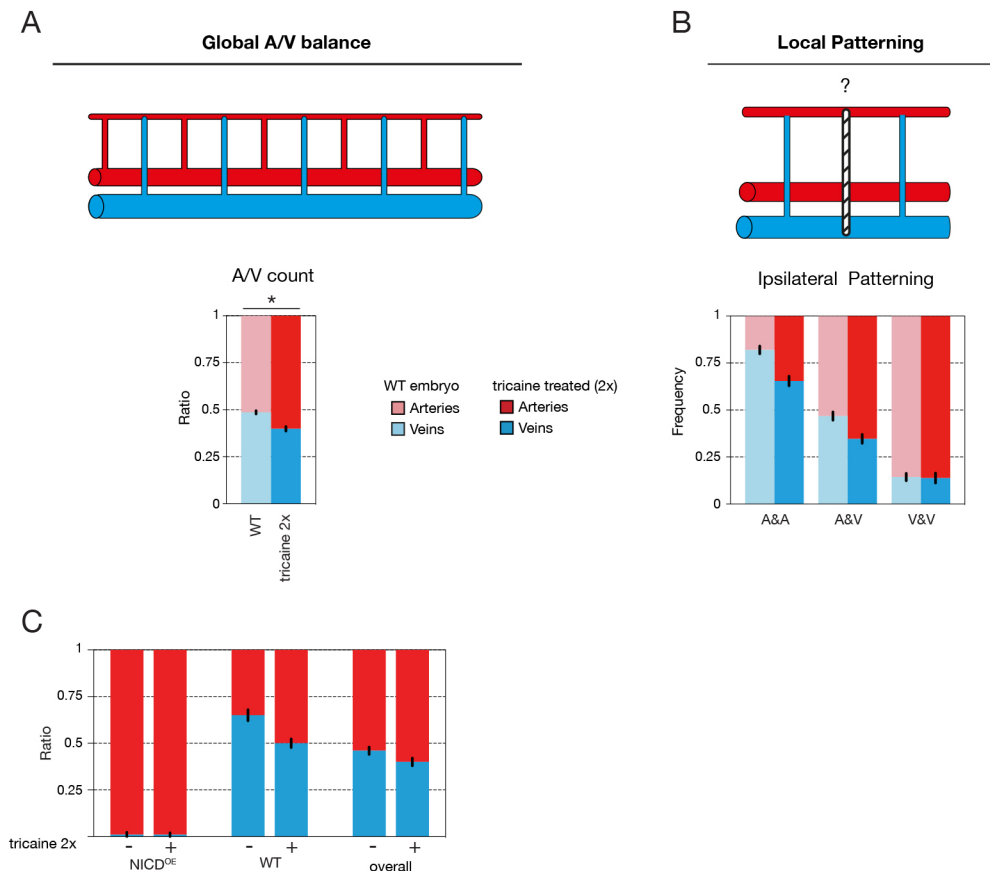 A
Global A/V balance
B
Local Patterning
?
A/V count
*
1
0.75
0.5
0.25
0
Ratio
WT
tricaine 2x
WT embryo
Arteries
Veins
tricaine treated (2x)
Arteries
Veins
Ipsilateral Patterning
1
0.75
0.5
0.25
0
Frequency
A&A A&V V&V
C
1
0.75
0.5
0.25
Ratio
tricaine 2x - + - + - +
NICDOE WT overall